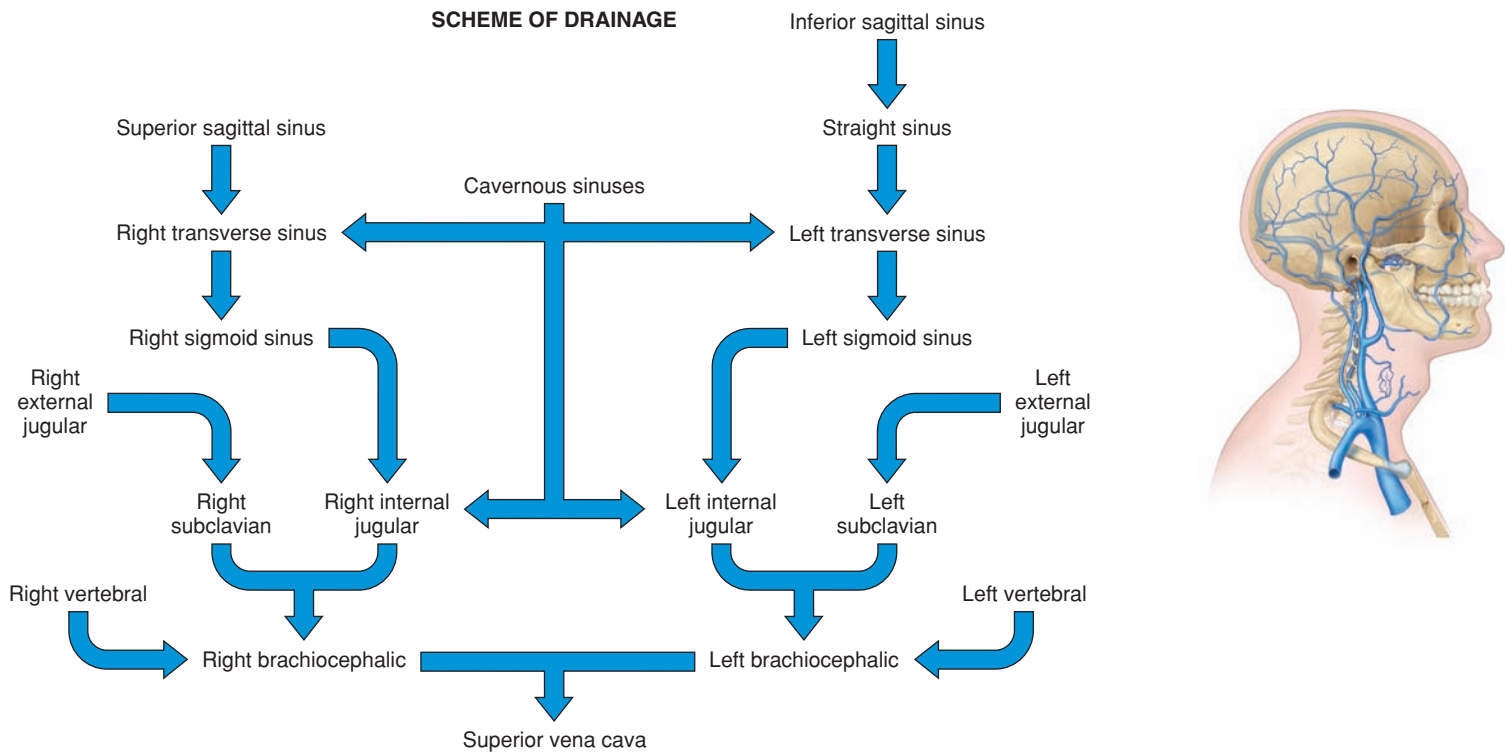 SCHEME OF DRAINAGE
Inferior sagittal sinus
Superior sagittal sinus
Straight sinus
Cavernous sinuses
Right transverse sinus
Left transverse sinus
Right sigmoid sinus
Left sigmoid sinus
Right
external
jugular
Left
external
jugular
Right
subclavian
Right internal
jugular
Left internal
jugular
Left
subclavian
Right vertebral
Left vertebral
Right brachiocephalic
Left brachiocephalic
Superior vena cava